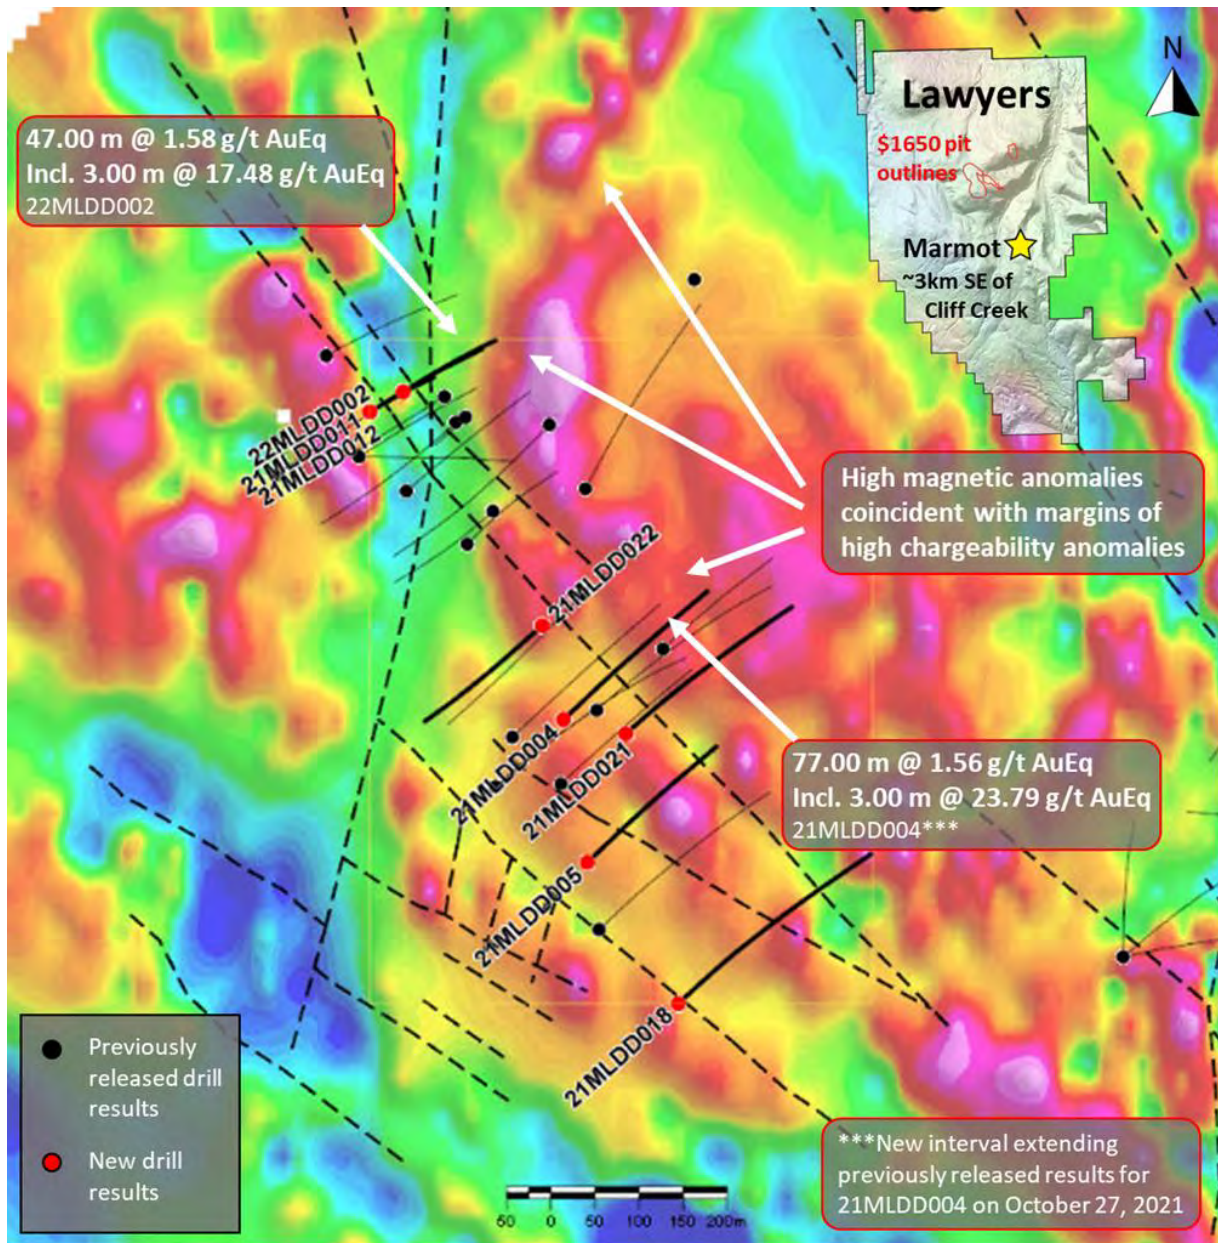 Lawyers
N
$1650 pit
outlines
Marmot
~3km SE of
Cliff Creek
47.00 m @ 1.58 g/t AuEq
Incl. 3.00 m @ 17.48 g/t AuEq
22MLDD002
22MLDD002
21MLDD011
21MLDD012
High magnetic anomalies
coincident with margins of
high chargeability anomalies
21MLDD022
21MLDD004
21MLDD021
77.00 m @ 1.56 g/t AuEq
Incl. 3.00 m @ 23.79 g/t AuEq
21MLDD004***
21MLDD005
21MLDD018
Previously
released drill
results
New drill
results
***New interval extending
previously released results for
21MLDD004 on October 27, 2021
50 0 50 100 150 200m